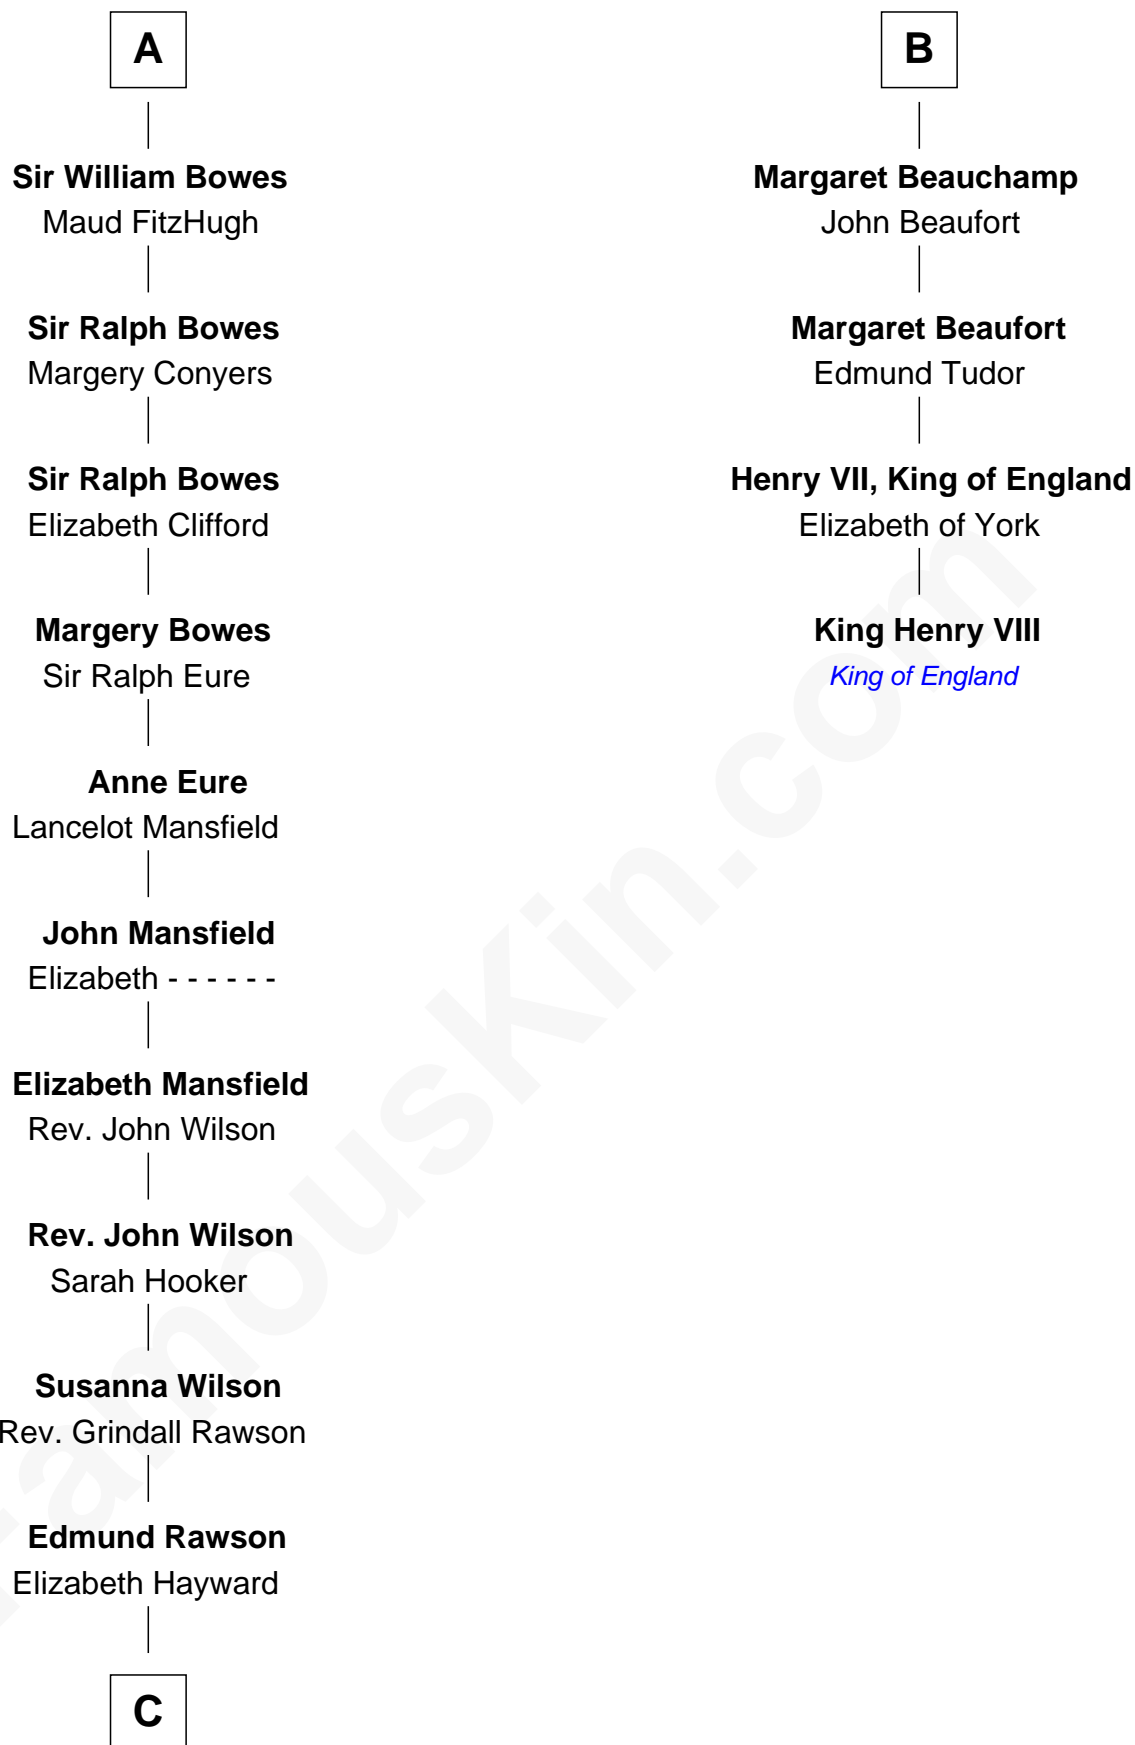 A
Sir William Bowes
Maud FitzHugh
Sir Ralph Bowes
Margery Conyers
Sir Ralph Bowes
Elizabeth Clifford
Margery Bowes
Sir Ralph Eure
Anne Eure
Lancelot Mansfield
John Mansfield
Elizabeth - - - - - -
Elizabeth Mansfield
Rev. John Wilson
Rev. John Wilson
Sarah Hooker
Susanna Wilson
Rev. Grindall Rawson
Edmund Rawson
Elizabeth Hayward
C
B
Margaret Beauchamp
John Beaufort
Margaret Beaufort
Edmund Tudor
Henry VII, King of England
Elizabeth of York
King Henry VIII
King of England
FamousKin.com